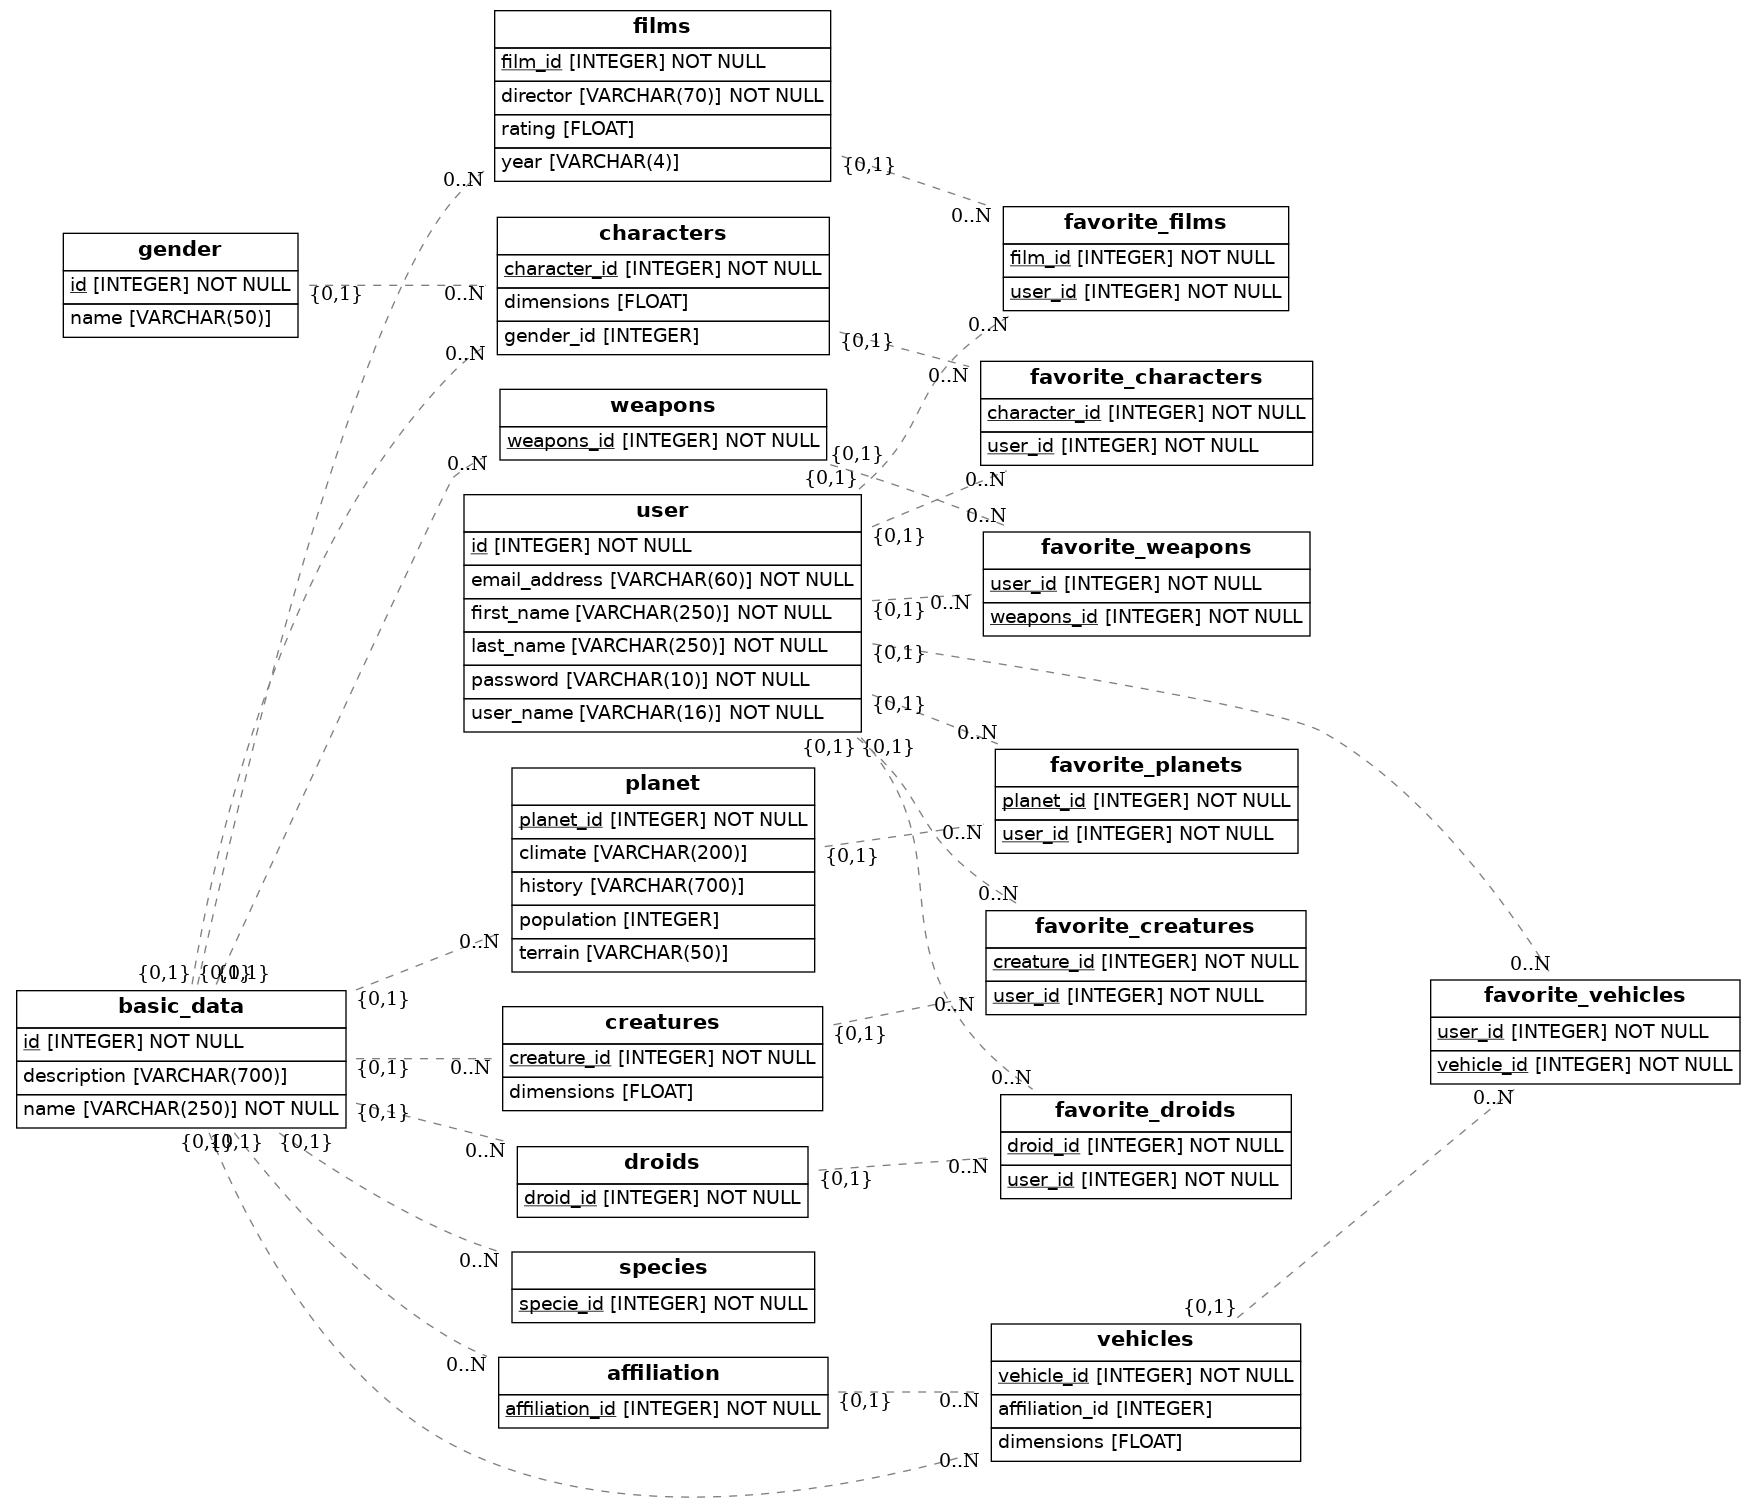 films
film_id [INTEGER] NOT NULL
director [VARCHAR(70)] NOT NULL
rating [FLOAT]
year [VARCHAR(4)]
{0,1}
0..N
0..N
favorite_films
film_id [INTEGER] NOT NULL
user_id [INTEGER] NOT NULL
0..N
gender
id [INTEGER] NOT NULL
name [VARCHAR(50)]
{0,1}
0..N
characters
character_id [INTEGER] NOT NULL
dimensions [FLOAT]
gender_id [INTEGER]
{0,1}
0..N
0..N
favorite_characters
character_id [INTEGER] NOT NULL
user_id [INTEGER] NOT NULL
0..N
weapons
weapons_id [INTEGER] NOT NULL
{0,1}
0..N
0..N
{0,1}
user
id [INTEGER] NOT NULL
email_address [VARCHAR(60)] NOT NULL
first_name [VARCHAR(250)] NOT NULL
last_name [VARCHAR(250)] NOT NULL
password [VARCHAR(10)] NOT NULL
user_name [VARCHAR(16)] NOT NULL
{0,1}
{0,1}
{0,1}
{0,1}
{0,1}
{0,1}
favorite_weapons
user_id [INTEGER] NOT NULL
weapons_id [INTEGER] NOT NULL
0..N
0..N
favorite_planets
planet_id [INTEGER] NOT NULL
user_id [INTEGER] NOT NULL
0..N
planet
planet_id [INTEGER] NOT NULL
climate [VARCHAR(200)]
history [VARCHAR(700)]
population [INTEGER]
terrain [VARCHAR(50)]
{0,1}
0..N
0..N
favorite_creatures
creature_id [INTEGER] NOT NULL
user_id [INTEGER] NOT NULL
0..N
0..N
favorite_vehicles
user_id [INTEGER] NOT NULL
vehicle_id [INTEGER] NOT NULL
0..N
{0,1}
{0,1}
{0,1}
basic_data
id [INTEGER] NOT NULL
description [VARCHAR(700)]
name [VARCHAR(250)] NOT NULL
{0,1}
{0,1}
{0,1}
{0,1}
{0,1}
{0,1}
creatures
creature_id [INTEGER] NOT NULL
dimensions [FLOAT]
{0,1}
0..N
0..N
favorite_droids
droid_id [INTEGER] NOT NULL
user_id [INTEGER] NOT NULL
0..N
droids
droid_id [INTEGER] NOT NULL
{0,1}
0..N
species
specie_id [INTEGER] NOT NULL
0..N
affiliation
affiliation_id [INTEGER] NOT NULL
{0,1}
0..N
0..N
{0,1}
vehicles
vehicle_id [INTEGER] NOT NULL
affiliation_id [INTEGER]
dimensions [FLOAT]
0..N
0..N